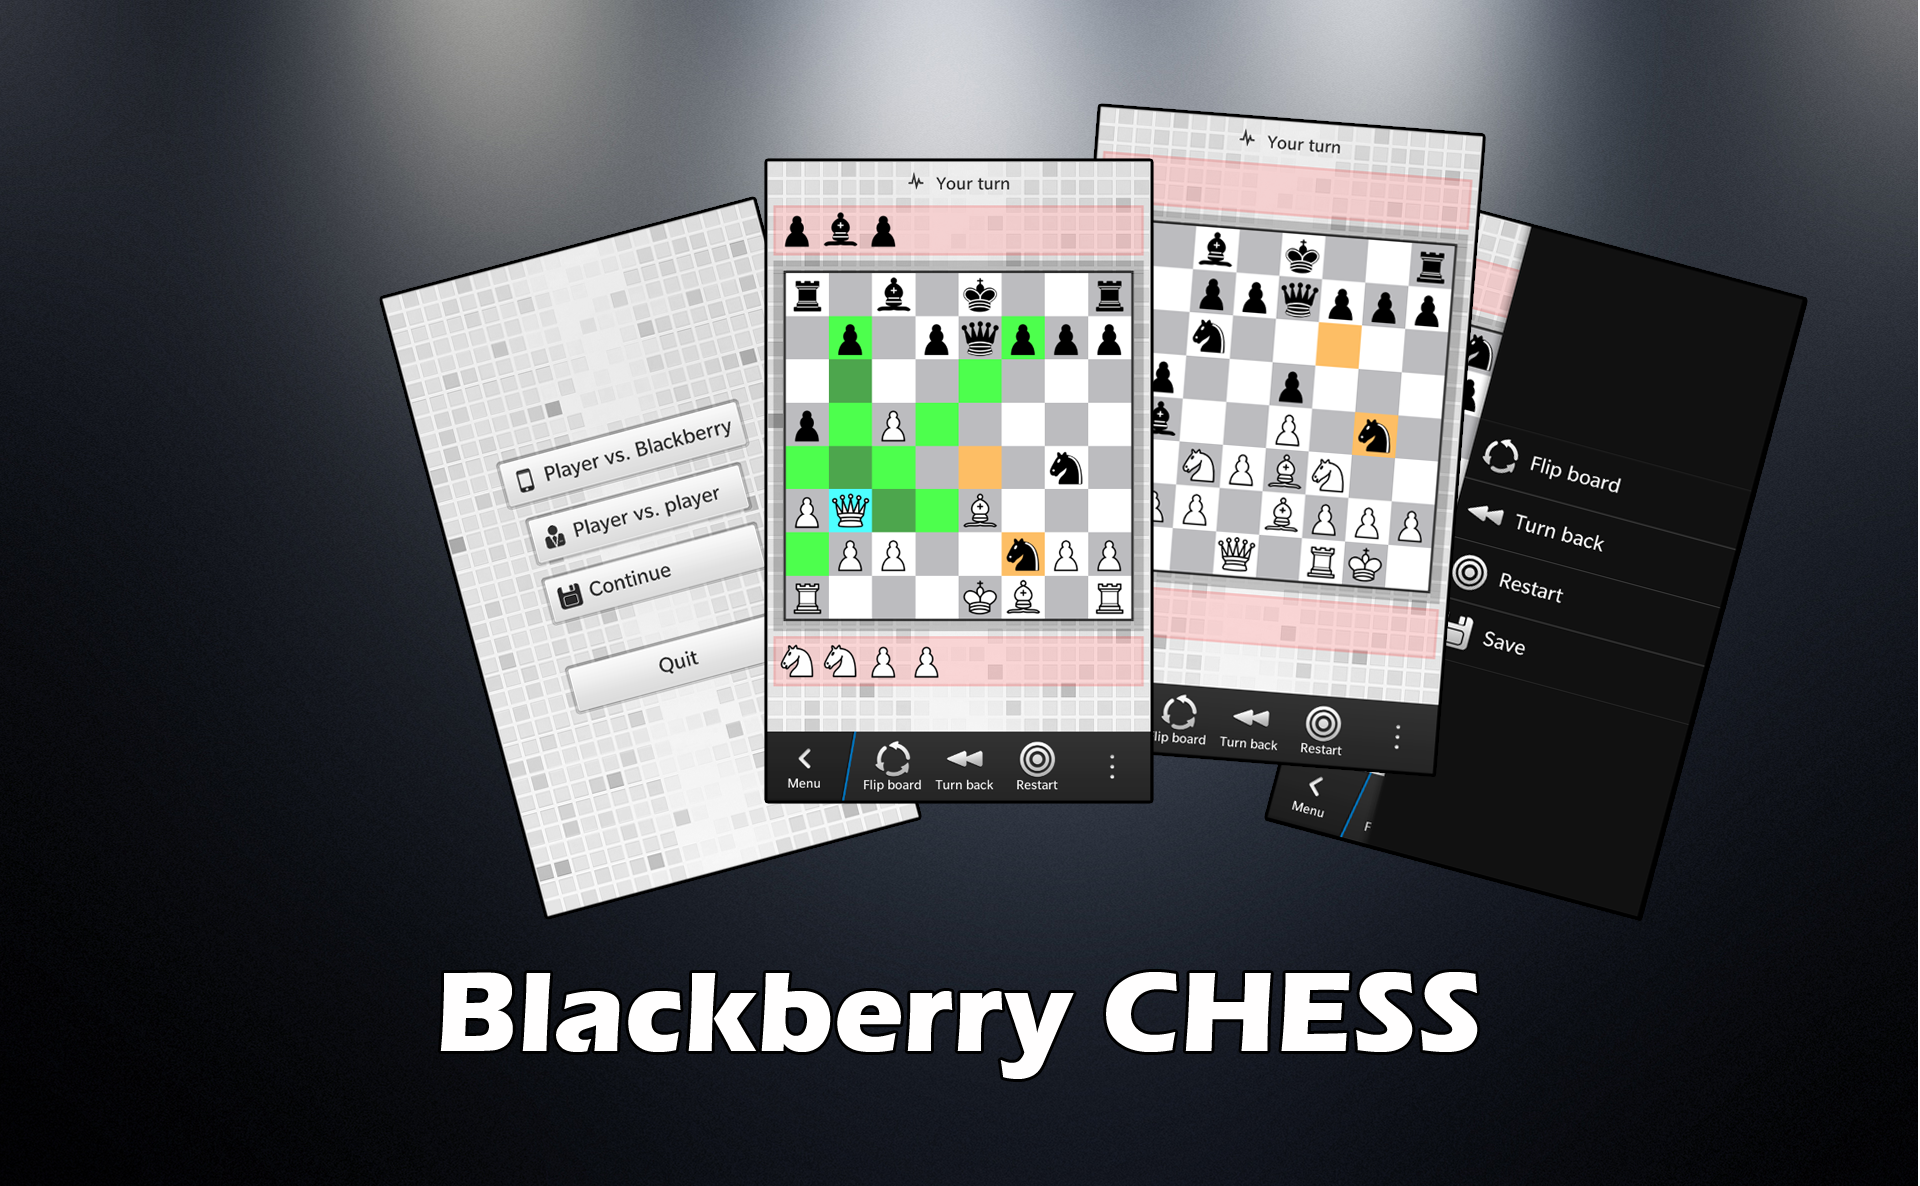 Player vs. Blackberry
Player vs. player
Continue
Quit
Your turn
Menu
Flip board
Turn back
Restart
Your turn
lip board
Turn back
Restart
Flip board
Turn back
Restart
Save
Menu
F
Blackberry CHESS